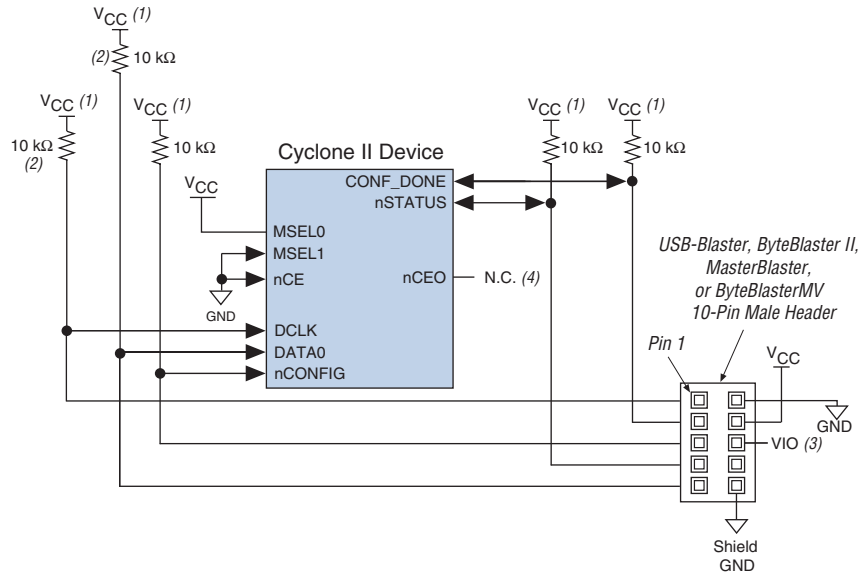 VCC (1)
(2) 10 kΩ
VCC (1)
VCC (1)
VCC (1)
VCC (1)
10 kΩ
(2)
10 kΩ
10 kΩ
10 kΩ
Cyclone II Device
VCC
CONF_DONE
nSTATUS
MSEL0
MSEL1
nCE
nCEO
N.C. (4)
GND
DCLK
DATA0
nCONFIG
USB-Blaster, ByteBlaster II,
MasterBlaster,
or ByteBlasterMV
10-Pin Male Header
Pin 1
VCC
GND
VIO (3)
Shield
GND